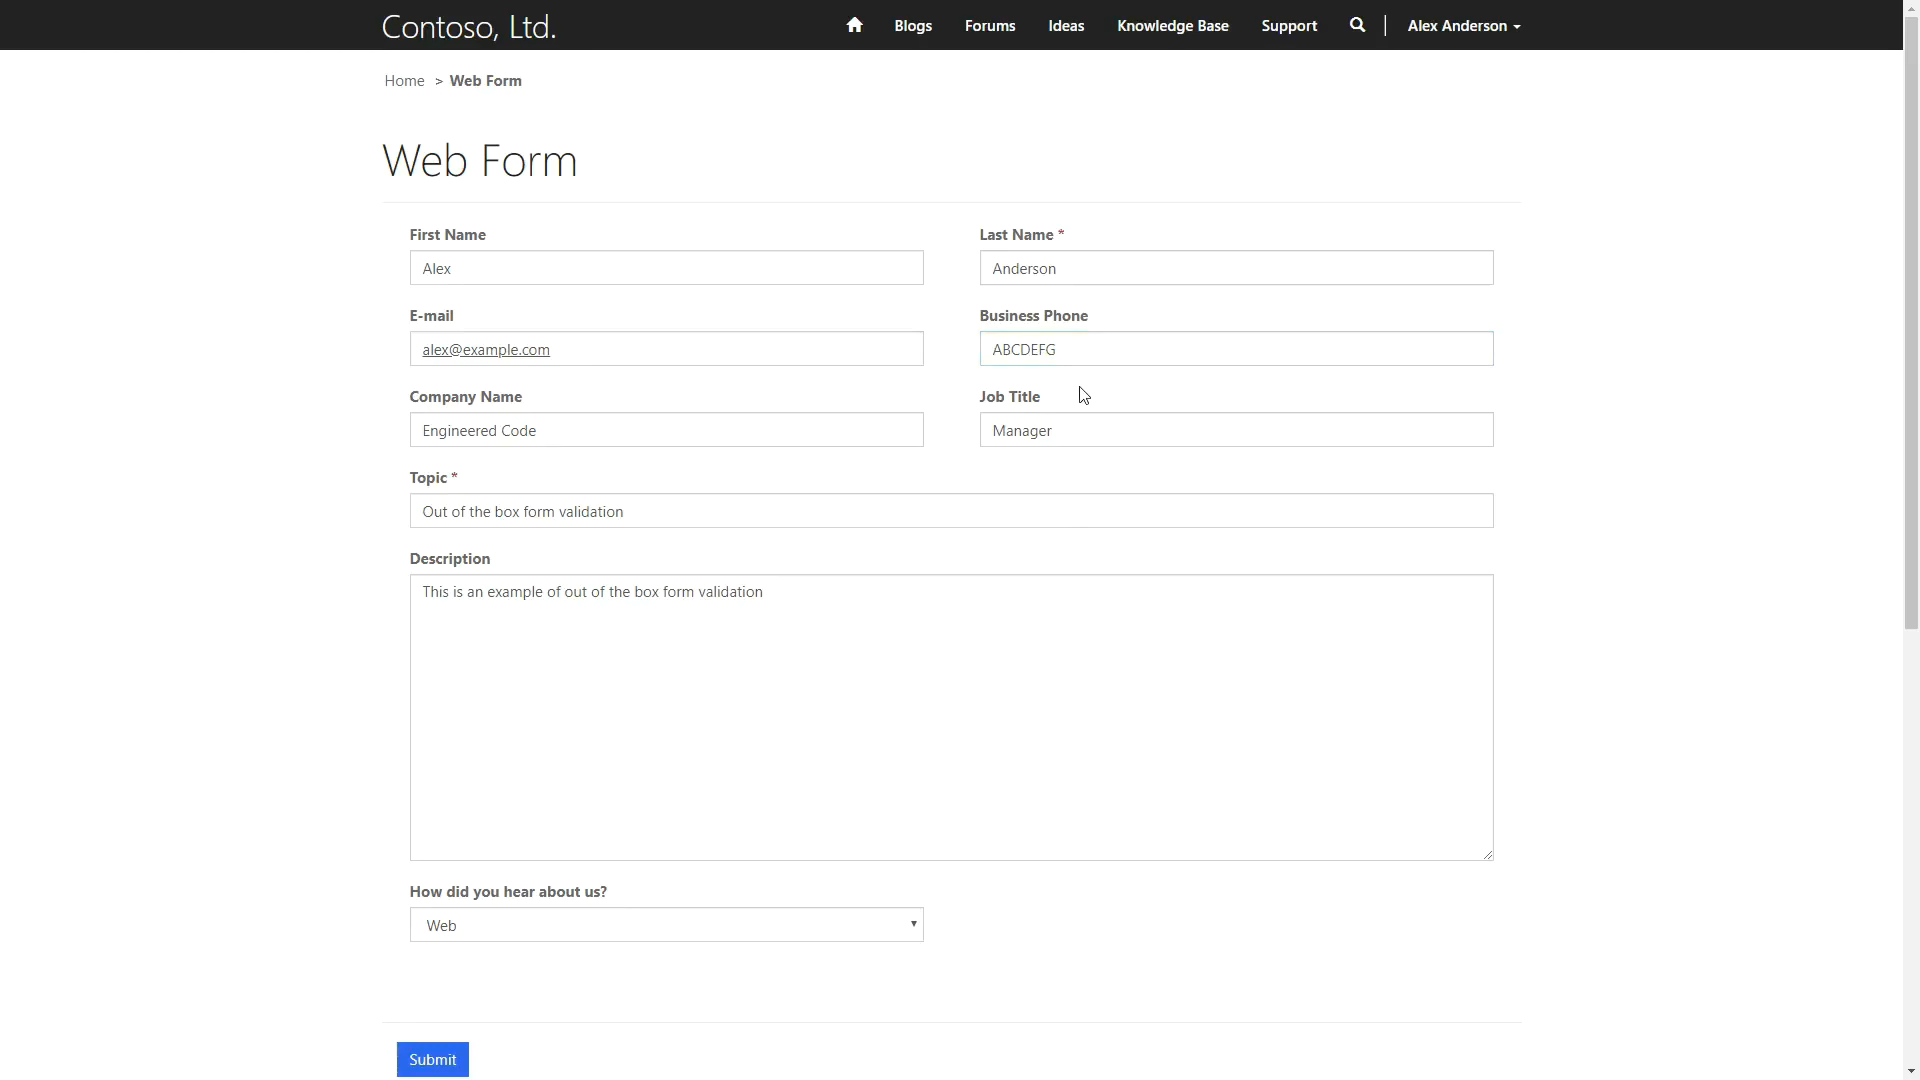 Contoso, Ltd.
Blogs
Forums
Ideas
Knowledge Base
Support
Alex Anderson
Home > Web Form
Web Form
First Name
Last Name *
Alex
Anderson
E-mail
Business Phone
alex@example.com
ABCDEFG
Company Name
Job Title
Engineered Code
Manager
Topic *
Out of the box form validation
Description
This is an example of out of the box form validation
How did you hear about us?
Web
Submit